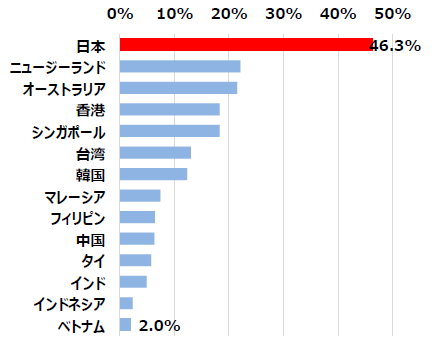 0% 10% 20% 30% 40% 50%
日本 46.3%
ニュージーランド
オーストラリア
香港
シンガポール
台湾
韓国
マレーシア
フィリピン
中国
タイ
インド
インドネシア
ベトナム 2.0%